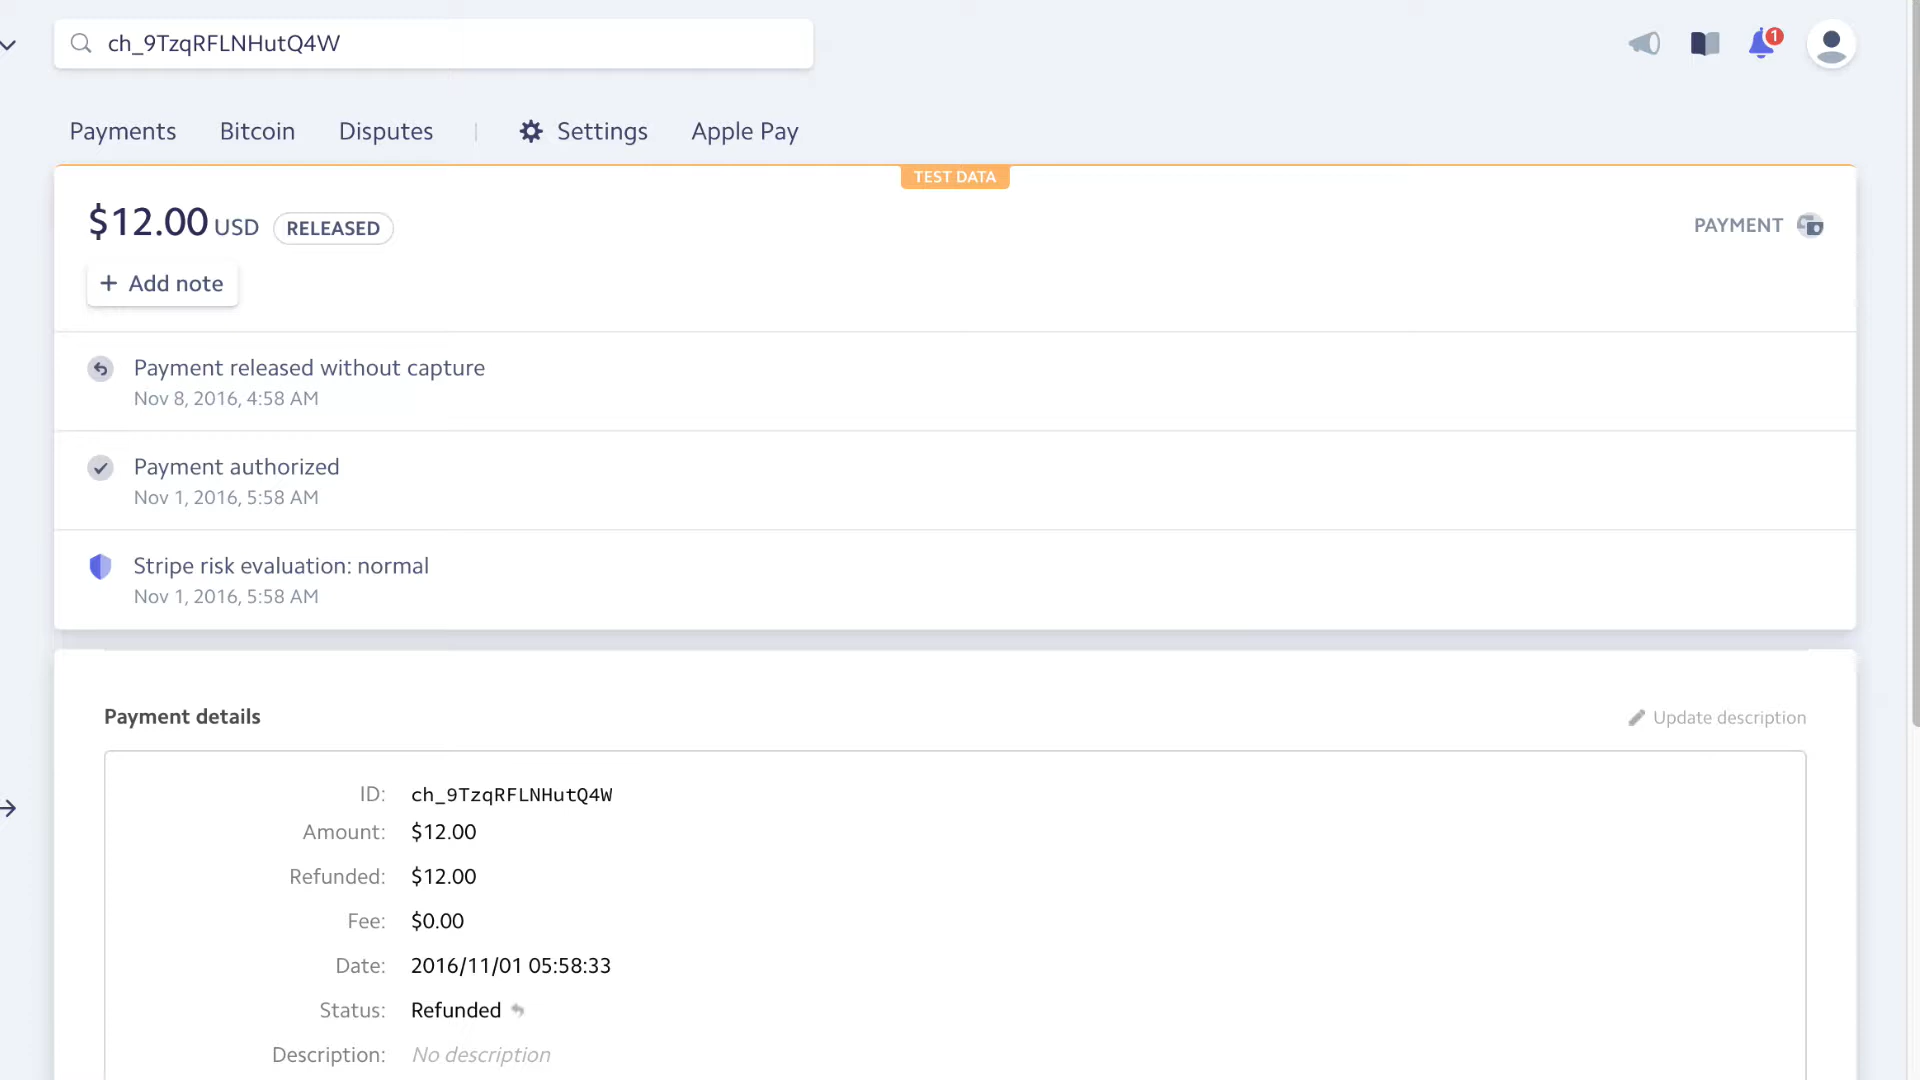 ch_9TzqRFLNHutQ4W
1
Payments Bitcoin Disputes Settings Apple Pay
TEST DATA
$12.00 USD RELEASED
PAYMENT
+ Add note
Payment released without capture
Nov 8, 2016, 4:58 AM
Payment authorized
Nov 1, 2016, 5:58 AM
Stripe risk evaluation: normal
Nov 1, 2016, 5:58 AM
Payment details
Update description
ID: ch_9TzqRFLNHutQ4W
Amount: $12.00
Refunded: $12.00
Fee: $0.00
Date: 2016/11/01 05:58:33
Status: Refunded
Description: No description